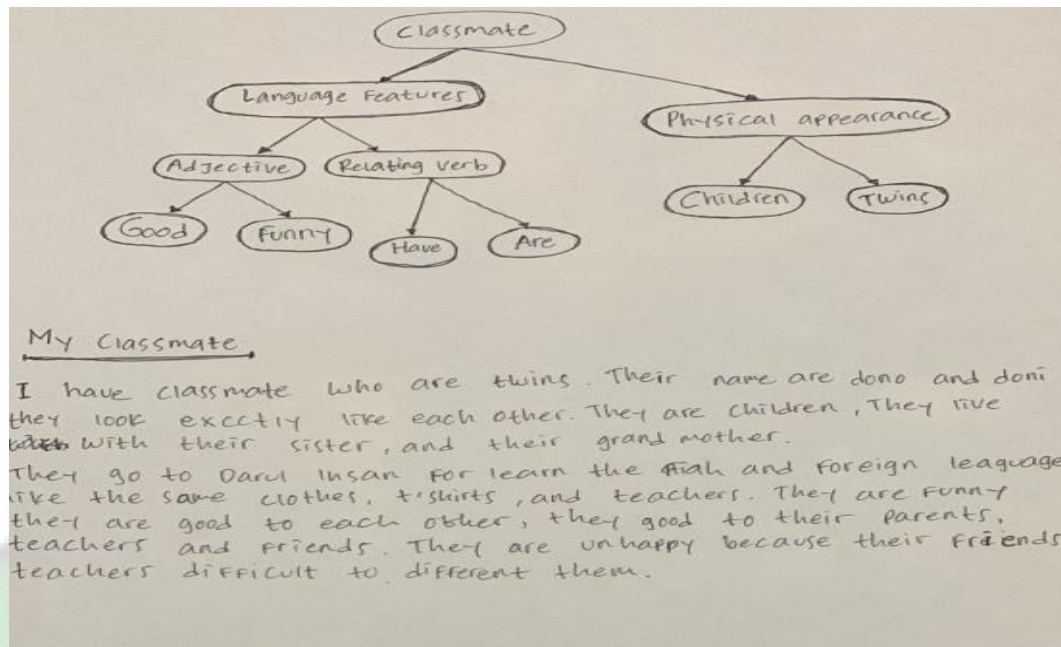 Classmate
Language Features
Physical appearance
Adjective
Relating verb
Children
Twins
Good
Funny
Have
Are
My Classmate
I have classmate who are twins. Their name are dono and doni
they look excctly like each other. They are children, They live
with their sister, and their grand mother.
They go to Darul Insan For learn the and Foreign leaguage
like the same clothes, t'shirts, and teachers. They are Funny
they are good to each other, they good to their parents,
teachers and Friends. They are unhappy because their Friends
teachers difficult to different them.